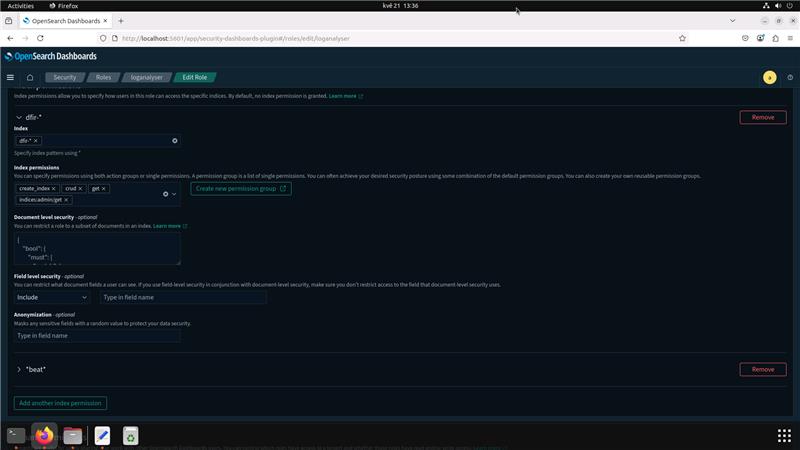 Activities
Firefox
kvě 21 13:36
OpenSearch Dashboards
http://localhost:5601/app/security-dashboards-plugin#/roles/edit/loganalyser
OpenSearch Dashboards
Security
Roles
loganalyser
Edit Role
a
Index permissions allow you to specify how users in this role can access the specific indices. By default, no index permission is granted. Learn more
dfir-*
Remove
Index
dfir-*
Specify index pattern using *
Index permissions
You can specify permissions using both action groups or single permissions. A permission group is a list of single permissions. You can often achieve your desired security posture using some combination of the default permission groups. You can also create your own reusable permission groups.
create_index
crud
get
Create new permission group
indices:admin/get
Document level security - optional
You can restrict a role to a subset of documents in an index. Learn more
{
"bool": {
"must": [
Field level security - optional
You can restrict what document fields a user can see. If you use field-level security in conjunction with document-level security, make sure you don't restrict access to the field that document-level security uses.
Include
Type in field name
Anonymization - optional
Masks any sensitive fields with a random value to protect your data security.
Type in field name
*beat*
Remove
Add another index permission